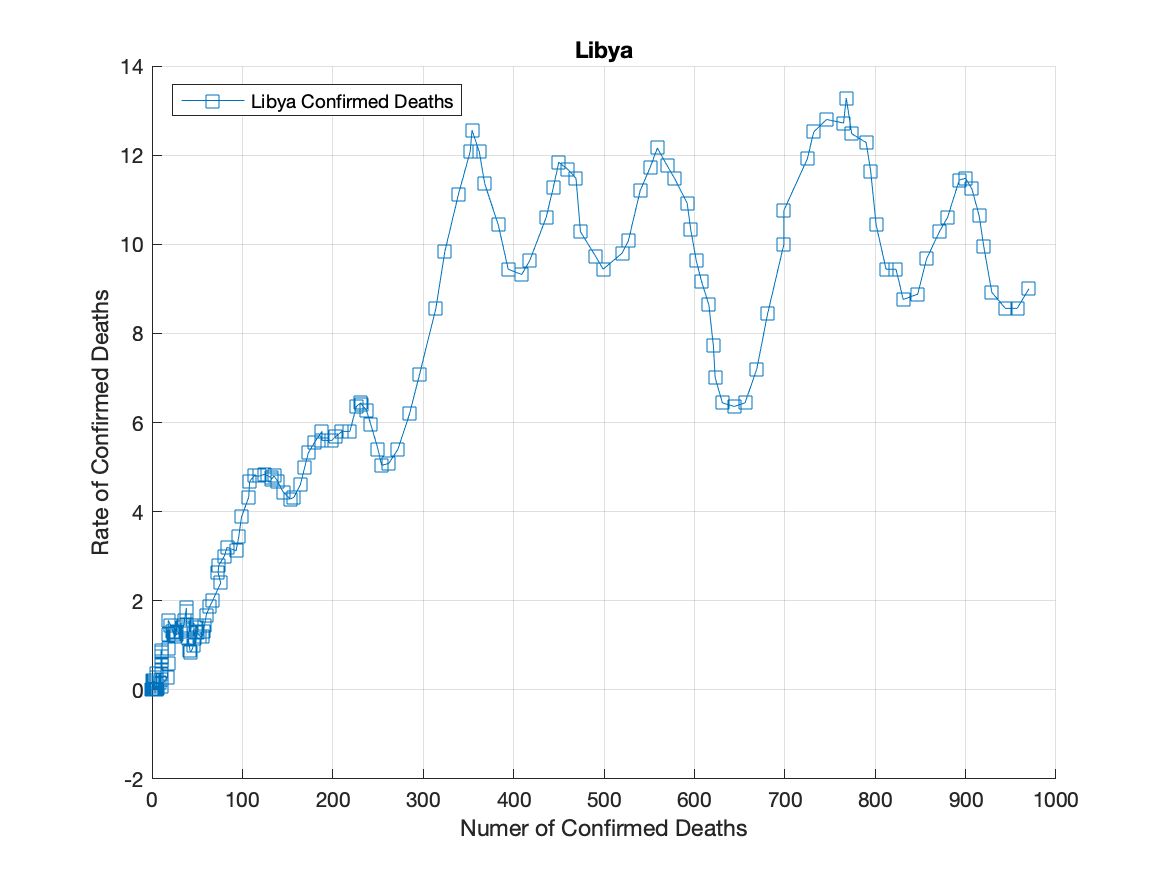 Libya
Libya Confirmed Deaths
14
12
10
8
6
4
2
0
-2
Rate of Confirmed Deaths
0 100 200 300 400 500 600 700 800 900 1000
Numer of Confirmed Deaths